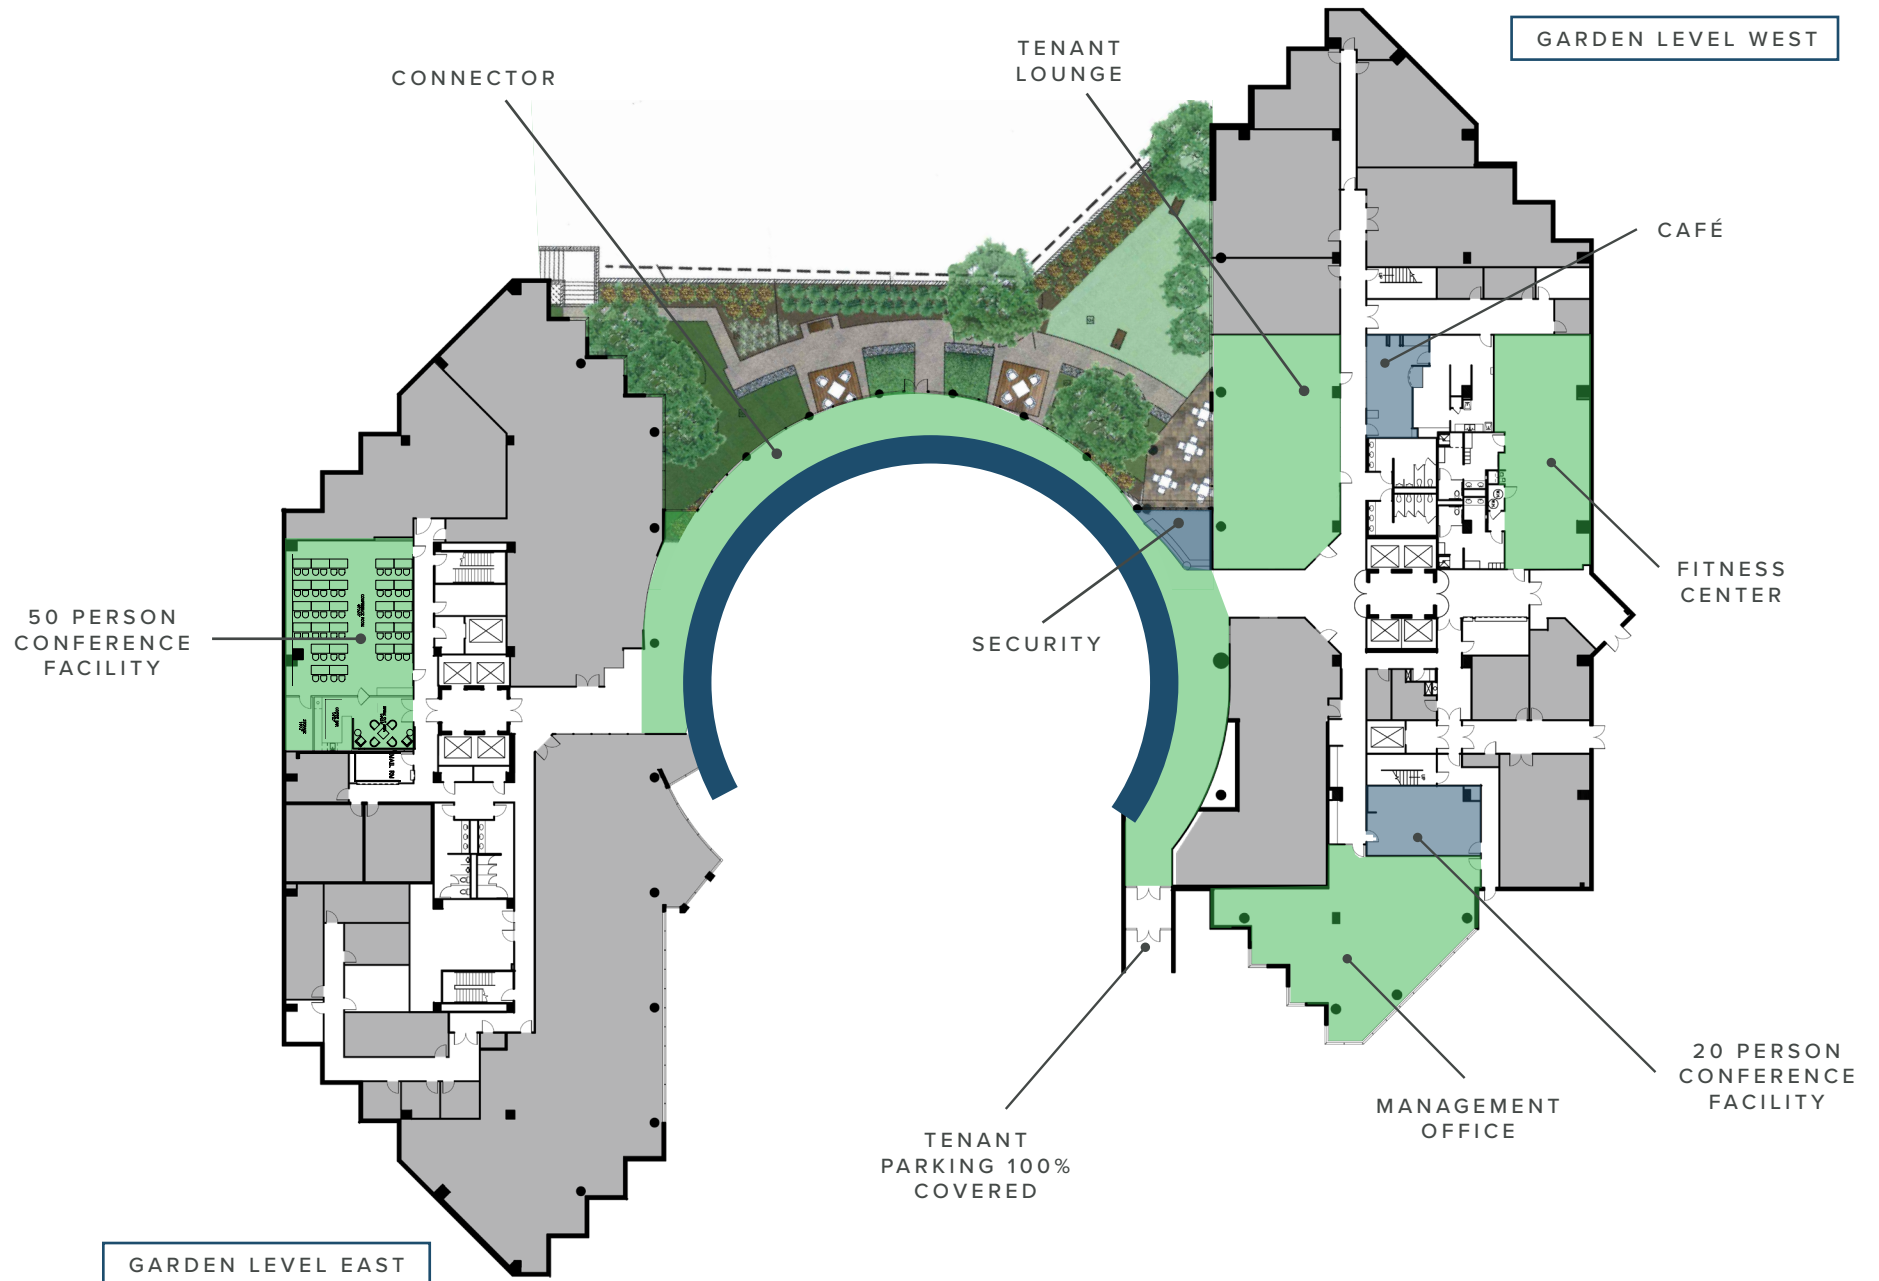 GARDEN LEVEL WEST
TENANT
LOUNGE
CONNECTOR
CAFÉ
FITNESS
CENTER
50 PERSON
CONFERENCE
FACILITY
SECURITY
20 PERSON
CONFERENCE
FACILITY
MANAGEMENT
OFFICE
TENANT
PARKING 100%
COVERED
GARDEN LEVEL EAST